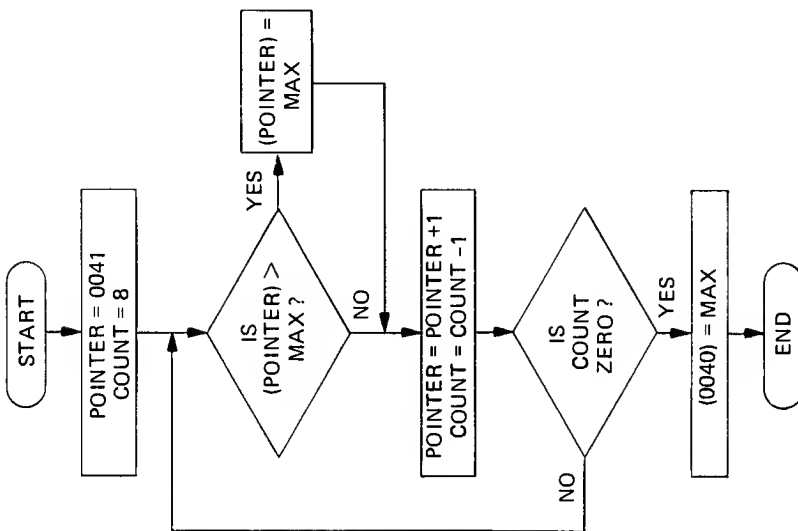 START
POINTER = 0041
COUNT = 8
IS
(POINTER) >
MAX ?
YES
(POINTER) =
MAX
NO
POINTER = POINTER +1
COUNT = COUNT -1
IS
COUNT
ZERO ?
NO
YES
(0040) = MAX
END